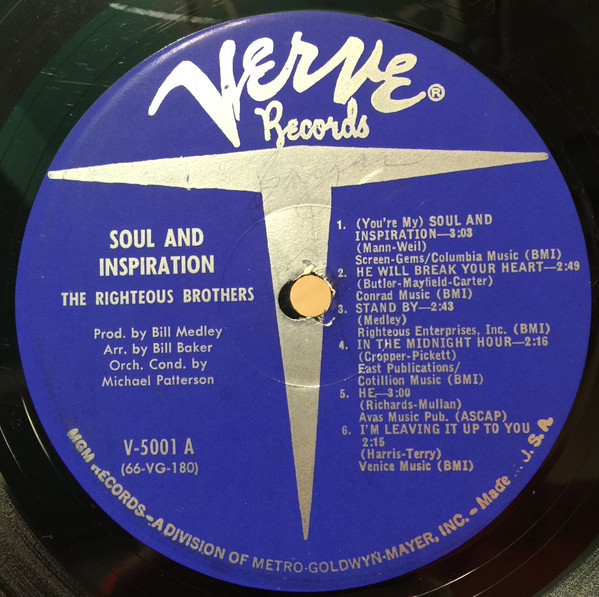 Verve®
Records
SOUL AND
INSPIRATION
THE RIGHTEOUS BROTHERS
Prod. by Bill Medley
Arr. by Bill Baker
Orch. Cond. by
Michael Patterson
V-5001 A
(66-VG-180)
1. (You're My) SOUL AND
INSPIRATION—3:03
(Mann-Weil)
Screen-Gems/Columbia Music (BMI)
2. HE WILL BREAK YOUR HEART—2:49
(Butler-Mayfield-Carter)
Conrad Music (BMI)
3. STAND BY—2:43
(Medley)
Righteous Enterprises, Inc. (BMI)
4. IN THE MIDNIGHT HOUR—2:16
(Cropper-Pickett)
East Publications/
Cotillion Music (BMI)
5. HE—3:00
(Richards-Mullan)
Avas Music Pub. (ASCAP)
6. I'M LEAVING IT UP TO YOU
2:15
(Harris-Terry)
Venice Music (BMI)
MGM RECORDS—A DIVISION OF METRO-GOLDWYN-MAYER, INC.—Made U.S.A.